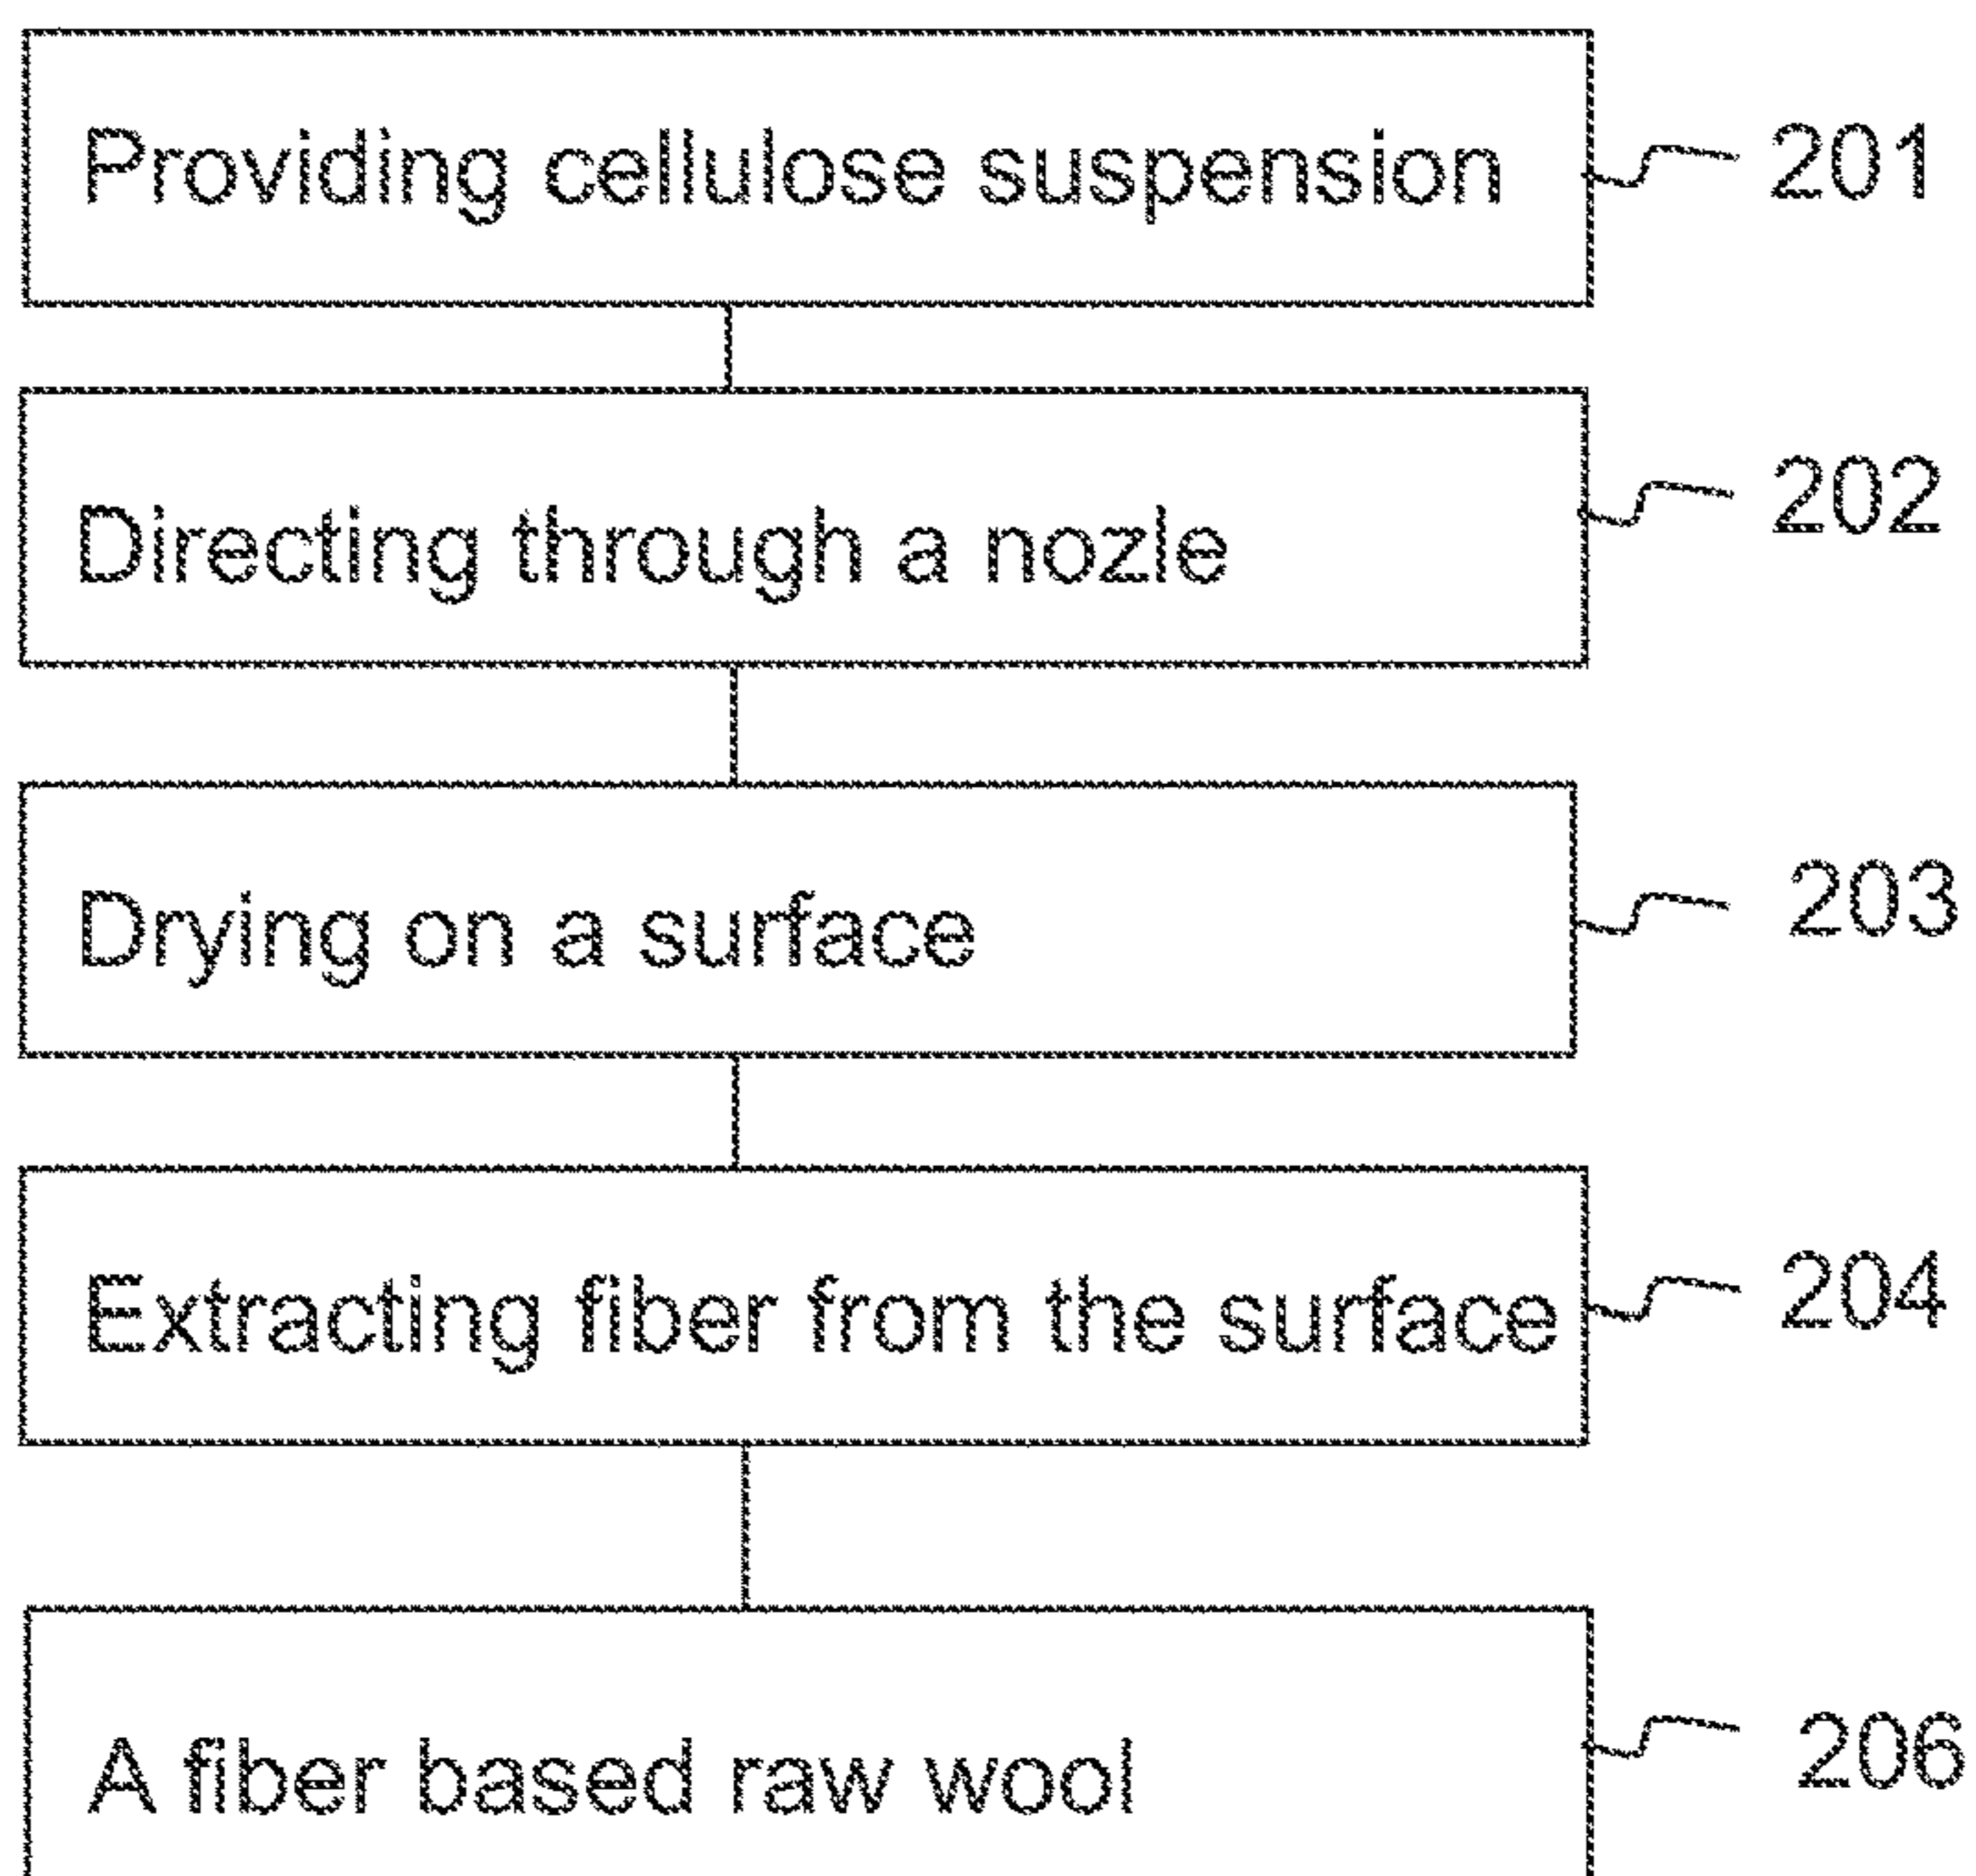 Providing cellulose suspension 201
Directing through a nozle 202
Drying on a surface 203
Extracting fiber from the surface 204
A fiber based raw wool 206